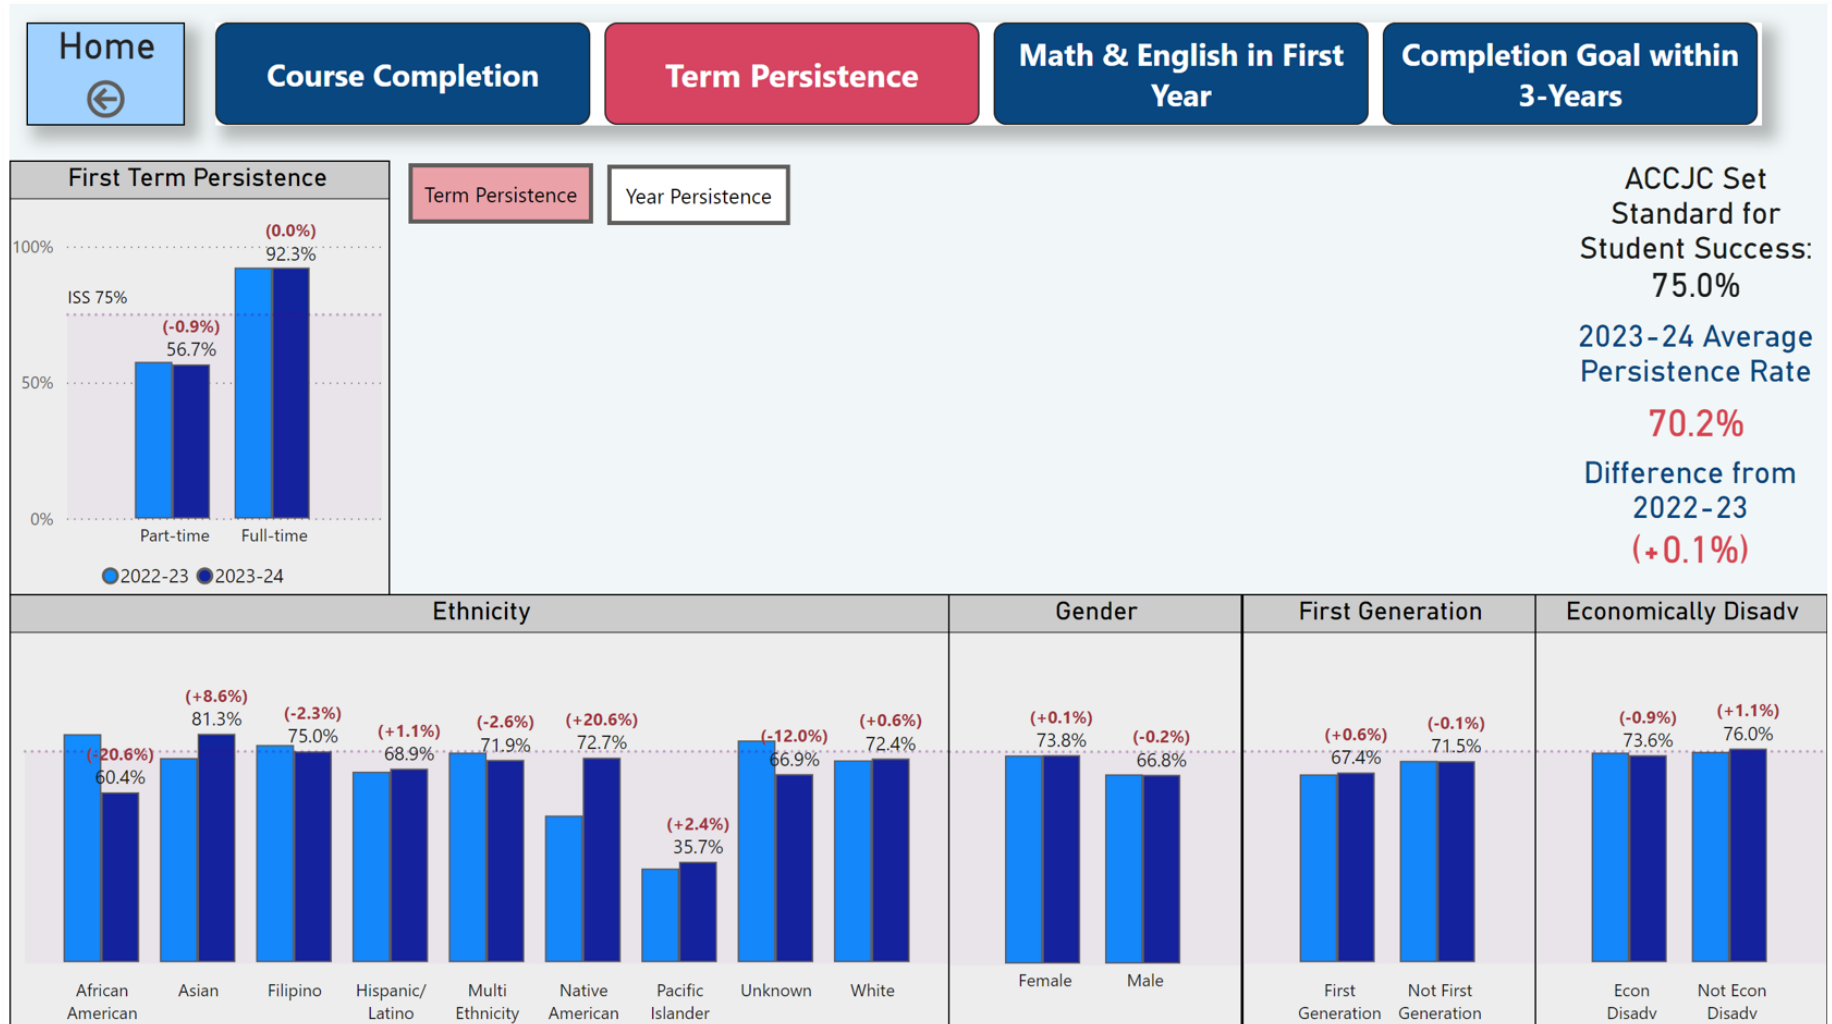 Home
Course Completion
Term Persistence
Math & English in First
Year
Completion Goal within
3-Years
First Term Persistence
100%
50%
0%
ISS 75%
(-0.9%)
56.7%
(0.0%)
92.3%
Part-time
Full-time
2022-23
2023-24
Term Persistence
Year Persistence
ACCJC Set
Standard for
Student Success:
75.0%
2023-24 Average
Persistence Rate
70.2%
Difference from
2022-23
(+0.1%)
Ethnicity
(-20.6%)
60.4%
(+8.6%)
81.3%
(-2.3%)
75.0%
(+1.1%)
68.9%
(-2.6%)
71.9%
(+20.6%)
72.7%
(+2.4%)
35.7%
(-12.0%)
66.9%
(+0.6%)
72.4%
African
American
Asian
Filipino
Hispanic/
Latino
Multi
Ethnicity
Native
American
Pacific
Islander
Unknown
White
Gender
(+0.1%)
73.8%
(-0.2%)
66.8%
Female
Male
First Generation
(+0.6%)
67.4%
(-0.1%)
71.5%
First
Generation
Not First
Generation
Economically Disadv
(-0.9%)
73.6%
(+1.1%)
76.0%
Econ
Disadv
Not Econ
Disadv